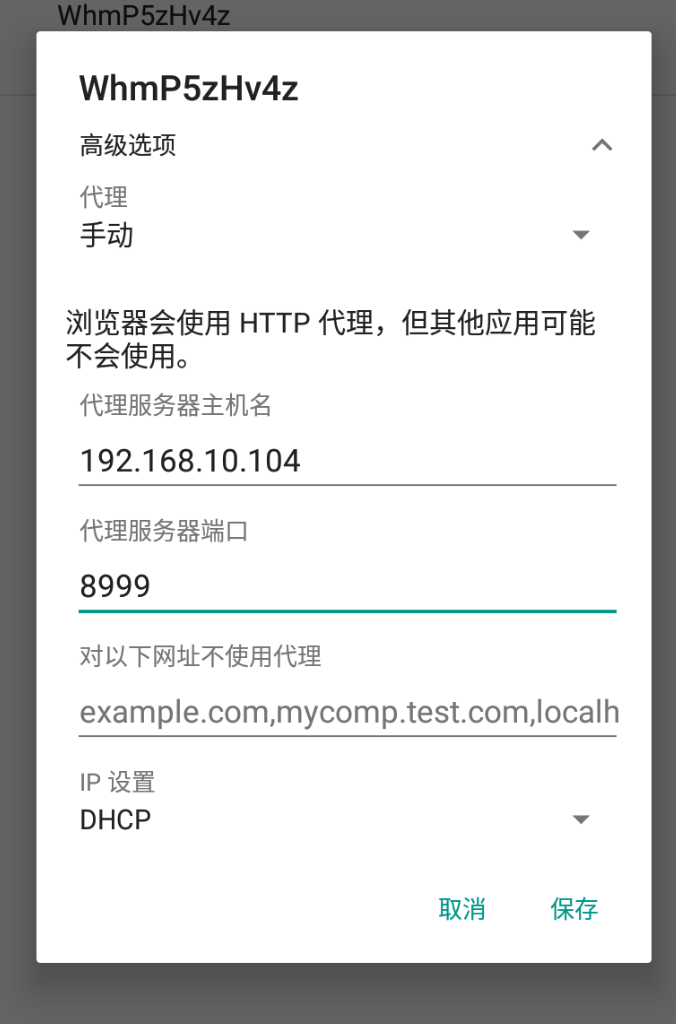 WhmP5zHv4z
WhmP5zHv4z
高级选项
代理
手动
浏览器会使用 HTTP 代理，但其他应用可能
不会使用。
代理服务器主机名
192.168.10.104
代理服务器端口
8999
对以下网址不使用代理
example.com,mycomp.test.com,localh
IP 设置
DHCP
取消
保存